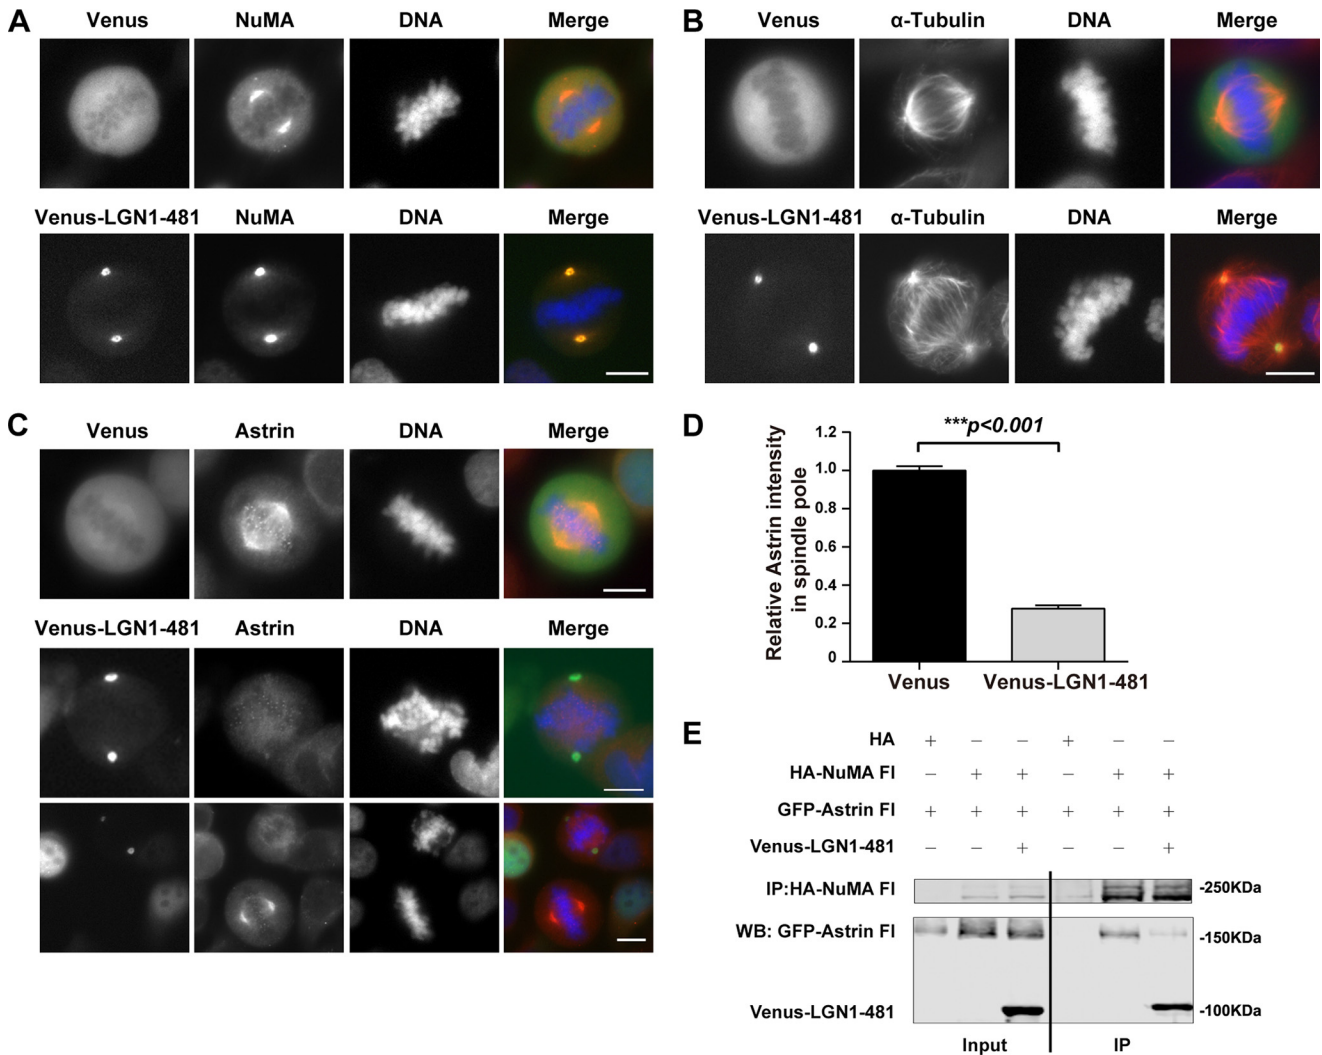 A
Venus NuMA DNA Merge
Venus-LGN1-481 NuMA DNA Merge
B
Venus α-Tubulin DNA Merge
Venus-LGN1-481 α-Tubulin DNA Merge
C
Venus Astrin DNA Merge
Venus-LGN1-481 Astrin DNA Merge
D
Relative Astrin intensity
in spindle pole
***p<0.001
1.2
1.0
0.8
0.6
0.4
0.2
0
Venus Venus-LGN1-481
E
HA + − − + − −
HA-NuMA Fl − + + − + +
GFP-Astrin Fl + + + + + +
Venus-LGN1-481 − − + − − +
IP:HA-NuMA Fl -250KDa
WB: GFP-Astrin Fl -150KDa
Venus-LGN1-481 -100KDa
Input IP